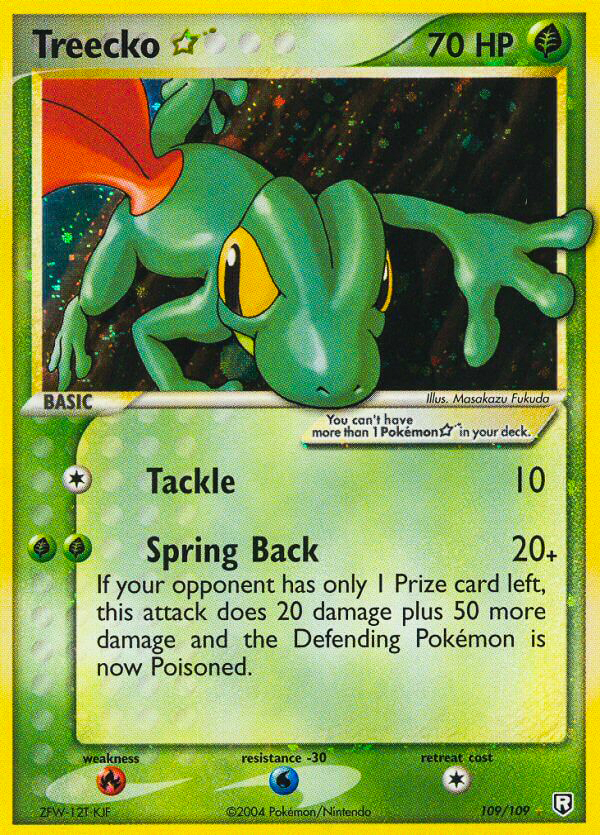 Treecko ☆ 70 HP
BASIC
Illus. Masakazu Fukuda
You can't have
more than 1 Pokémon☆ in your deck.
Tackle 10
Spring Back 20+
If your opponent has only 1 Prize card left,
this attack does 20 damage plus 50 more
damage and the Defending Pokémon is
now Poisoned.
weakness resistance -30 retreat cost
ZFW-12T-KJF ©2004 Pokémon/Nintendo 109/109 R